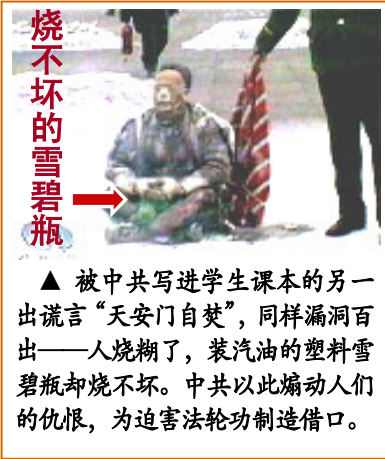 烧不坏的雪碧瓶
▲ 被中共写进学生课本的另一
出谎言“天安门自焚”，同样漏洞百
出——人烧糊了，装汽油的塑料雪
碧瓶却烧不坏。中共以此煽动人们
的仇恨，为迫害法轮功制造借口。